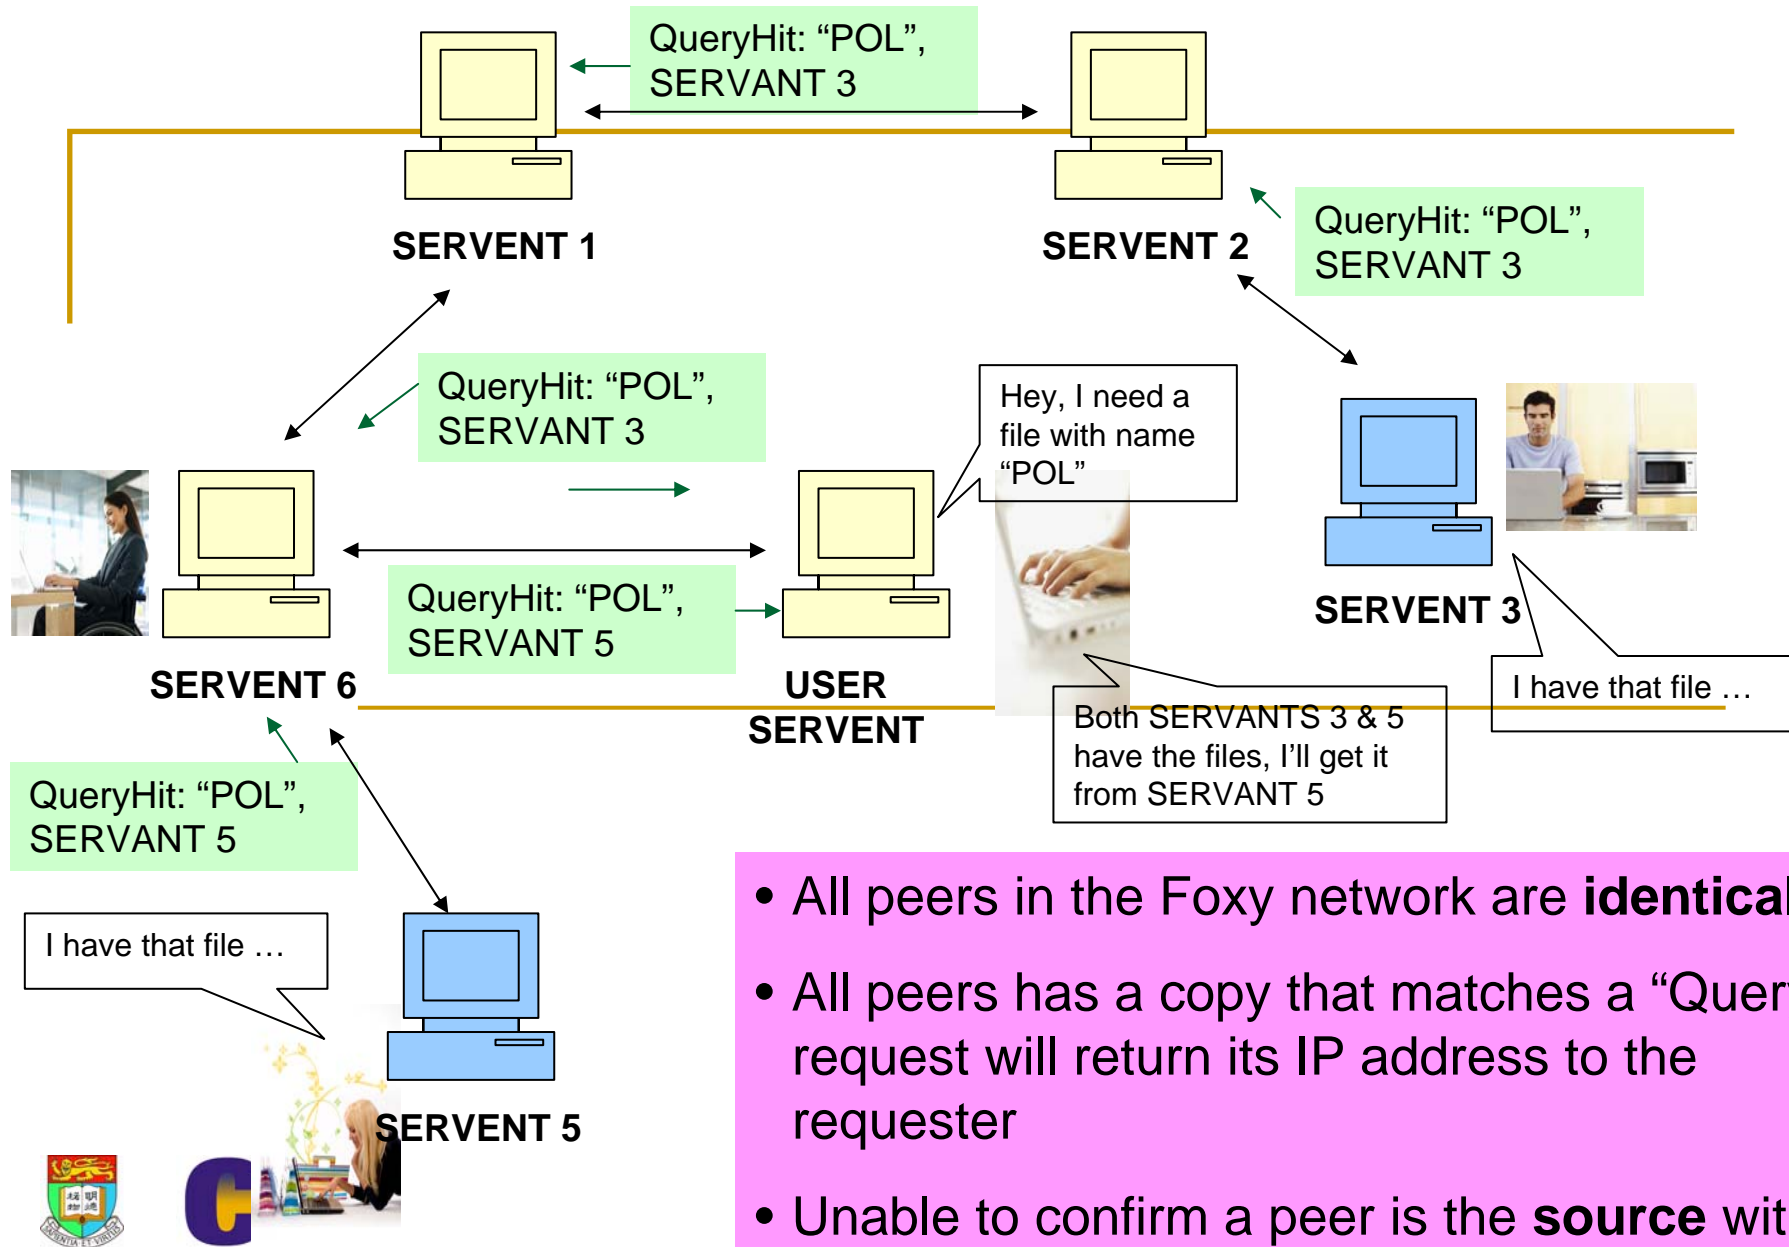 QueryHit: “POL”,
SERVANT 3
SERVENT 1
SERVENT 2
QueryHit: “POL”,
SERVANT 3
QueryHit: “POL”,
SERVANT 3
Hey, I need a
file with name
“POL”
QueryHit: “POL”,
SERVANT 5
SERVENT 3
I have that file …
SERVENT 6
USER
SERVENT
Both SERVANTS 3 & 5
have the files, I’ll get it
from SERVANT 5
QueryHit: “POL”,
SERVANT 5
I have that file …
SERVENT 5
• All peers in the Foxy network are identical
• All peers has a copy that matches a “Query
request will return its IP address to the
requester
• Unable to confirm a peer is the source wit